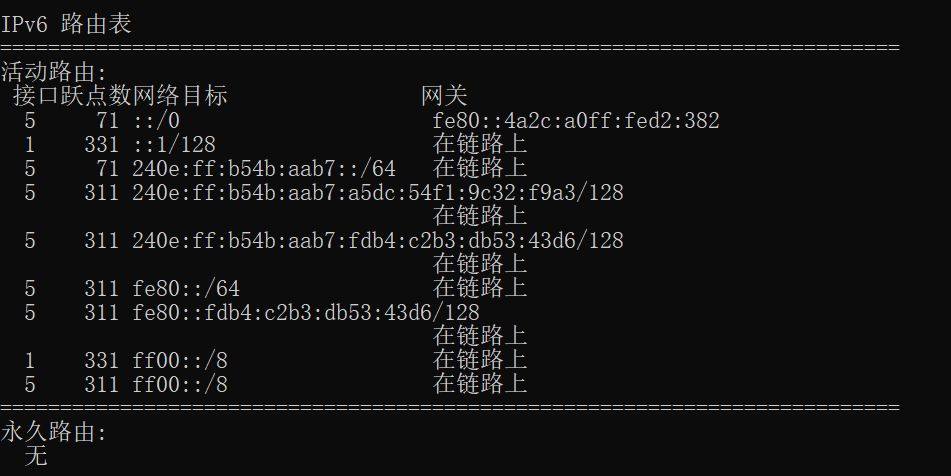 IPv6 路由表
===========================================================================
活动路由:
 接口跃点数网络目标                网关
  5     71 ::/0                     fe80::4a2c:a0ff:fed2:382
  1    331 ::1/128                  在链路上
  5     71 240e:ff:b54b:aab7::/64   在链路上
  5    311 240e:ff:b54b:aab7:a5dc:54f1:9c32:f9a3/128
                                    在链路上
  5    311 240e:ff:b54b:aab7:fdb4:c2b3:db53:43d6/128
                                    在链路上
  5    311 fe80::/64                在链路上
  5    311 fe80::fdb4:c2b3:db53:43d6/128
                                    在链路上
  1    331 ff00::/8                 在链路上
  5    311 ff00::/8                 在链路上
===========================================================================
永久路由:
  无